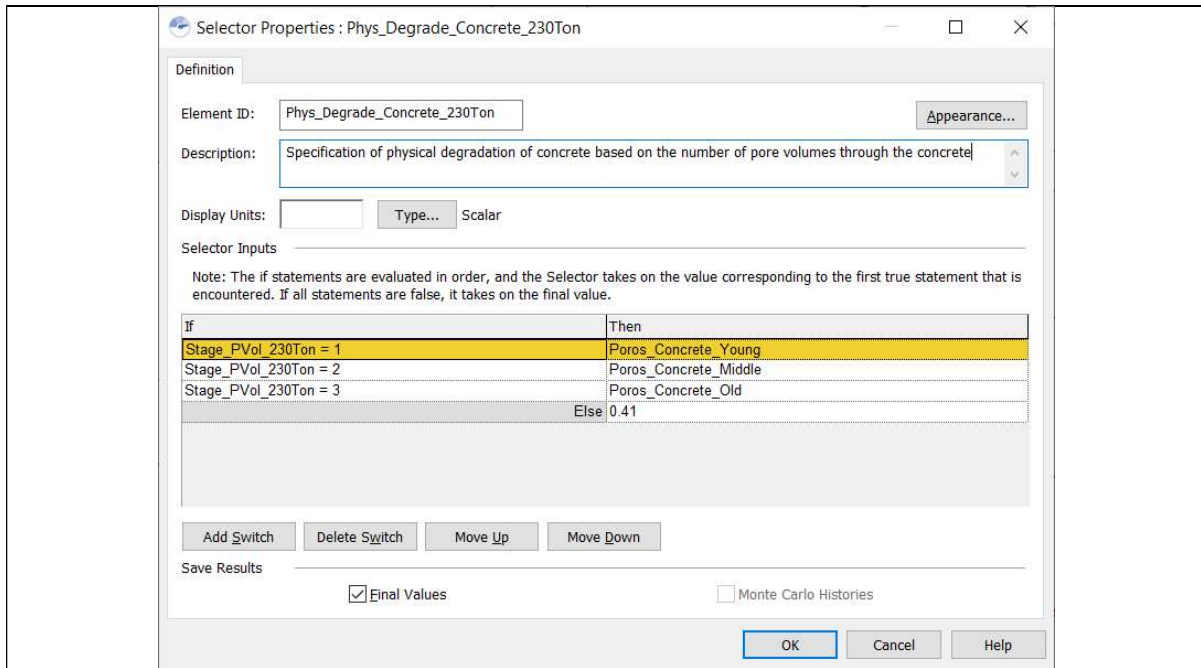 Selector Properties : Phys_Degrade_Concrete_230Ton
Definition
Element ID: Phys_Degrade_Concrete_230Ton Appearance...
Description: Specification of physical degradation of concrete based on the number of pore volumes through the concrete
Display Units: Type... Scalar
Selector Inputs
Note: The if statements are evaluated in order, and the Selector takes on the value corresponding to the first true statement that is
encountered. If all statements are false, it takes on the final value.
If Then
Stage_PVol_230Ton = 1 Poros_Concrete_Young
Stage_PVol_230Ton = 2 Poros_Concrete_Middle
Stage_PVol_230Ton = 3 Poros_Concrete_Old
Else 0.41
Add Switch Delete Switch Move Up Move Down
Save Results
Final Values Monte Carlo Histories
OK Cancel Help